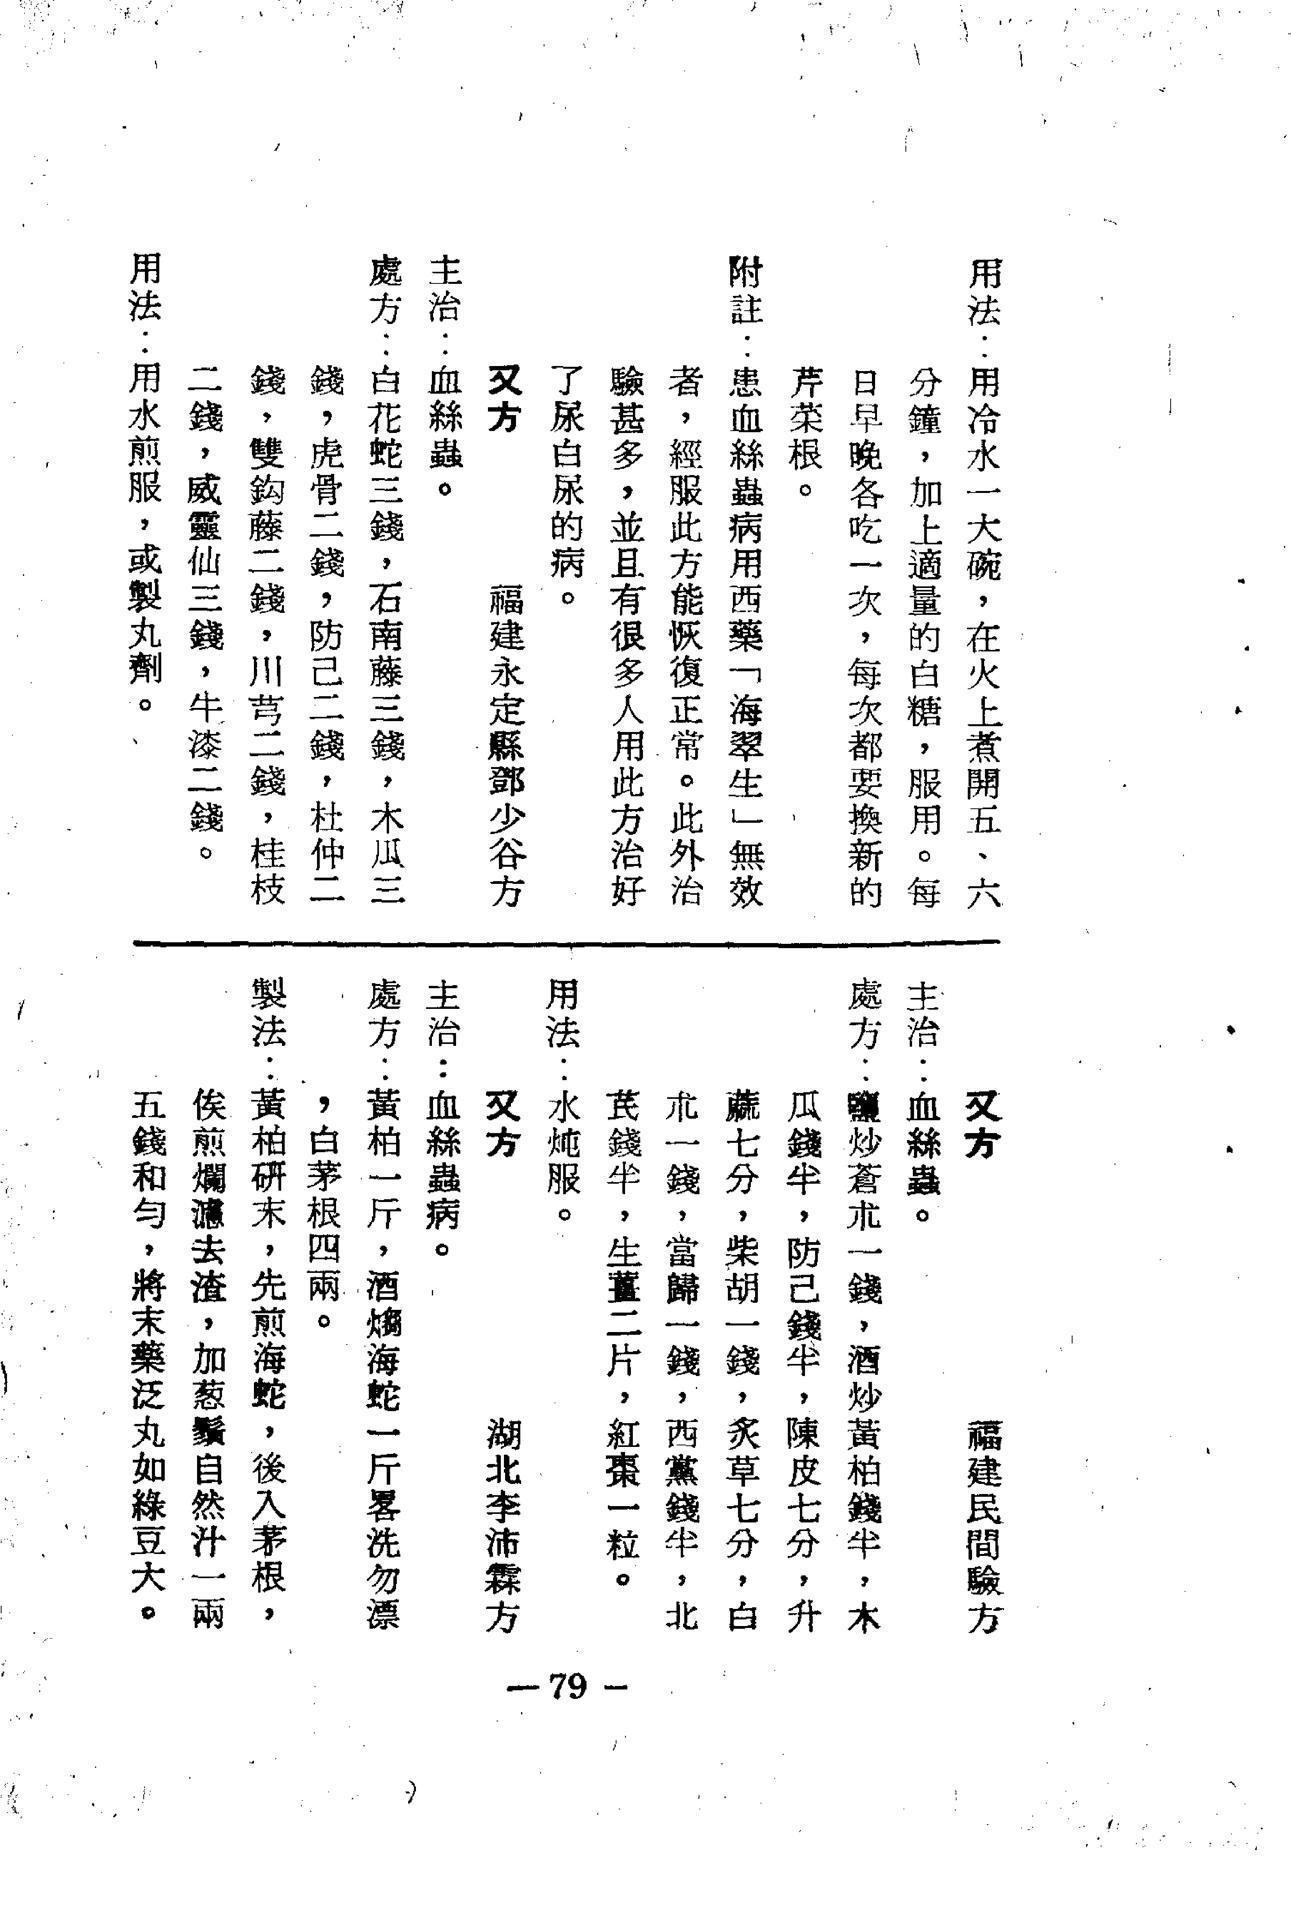 用法：用冷水一大碗，在火上煮開五、六
分鐘，加上適量的白糖，服用。每
日早晚各吃一次，每次都要換新的
芹菜根。
附註：患血絲蟲病用西藥「海翠生」無效
者，經服此方能恢復正常。此外治
驗甚多，並且有很多人用此方治好
了尿白尿的病。
又方　福建永定縣鄧少谷方
主治：血絲蟲。
處方：白花蛇三錢，石南藤三錢，木瓜三
錢，虎骨二錢，防己二錢，杜仲二
錢，雙鈎藤二錢，川芎二錢，桂枝
二錢，威靈仙三錢，牛漆二錢。
用法：用水煎服，或製丸劑。
又方　福建民間驗方
主治：血絲蟲。
處方：鹽炒蒼朮一錢，酒炒黃柏錢半，木
瓜錢半，防己錢半，陳皮七分，升
蔴七分，柴胡一錢，炙草七分，白
朮一錢，當歸一錢，西黨錢半，北
芪錢半，生薑二片，紅棗一粒。
用法：水炖服。
又方　湖北李沛霖方
主治：血絲蟲病。
處方：黃柏一斤，酒煼海蛇一斤畧洗勿漂
，白茅根四兩。
製法：黃柏研末，先煎海蛇，後入茅根，
俟煎爛濾去渣，加葱鬚自然汁一兩
五錢和勻，將末藥泛丸如綠豆大。
— 79 —